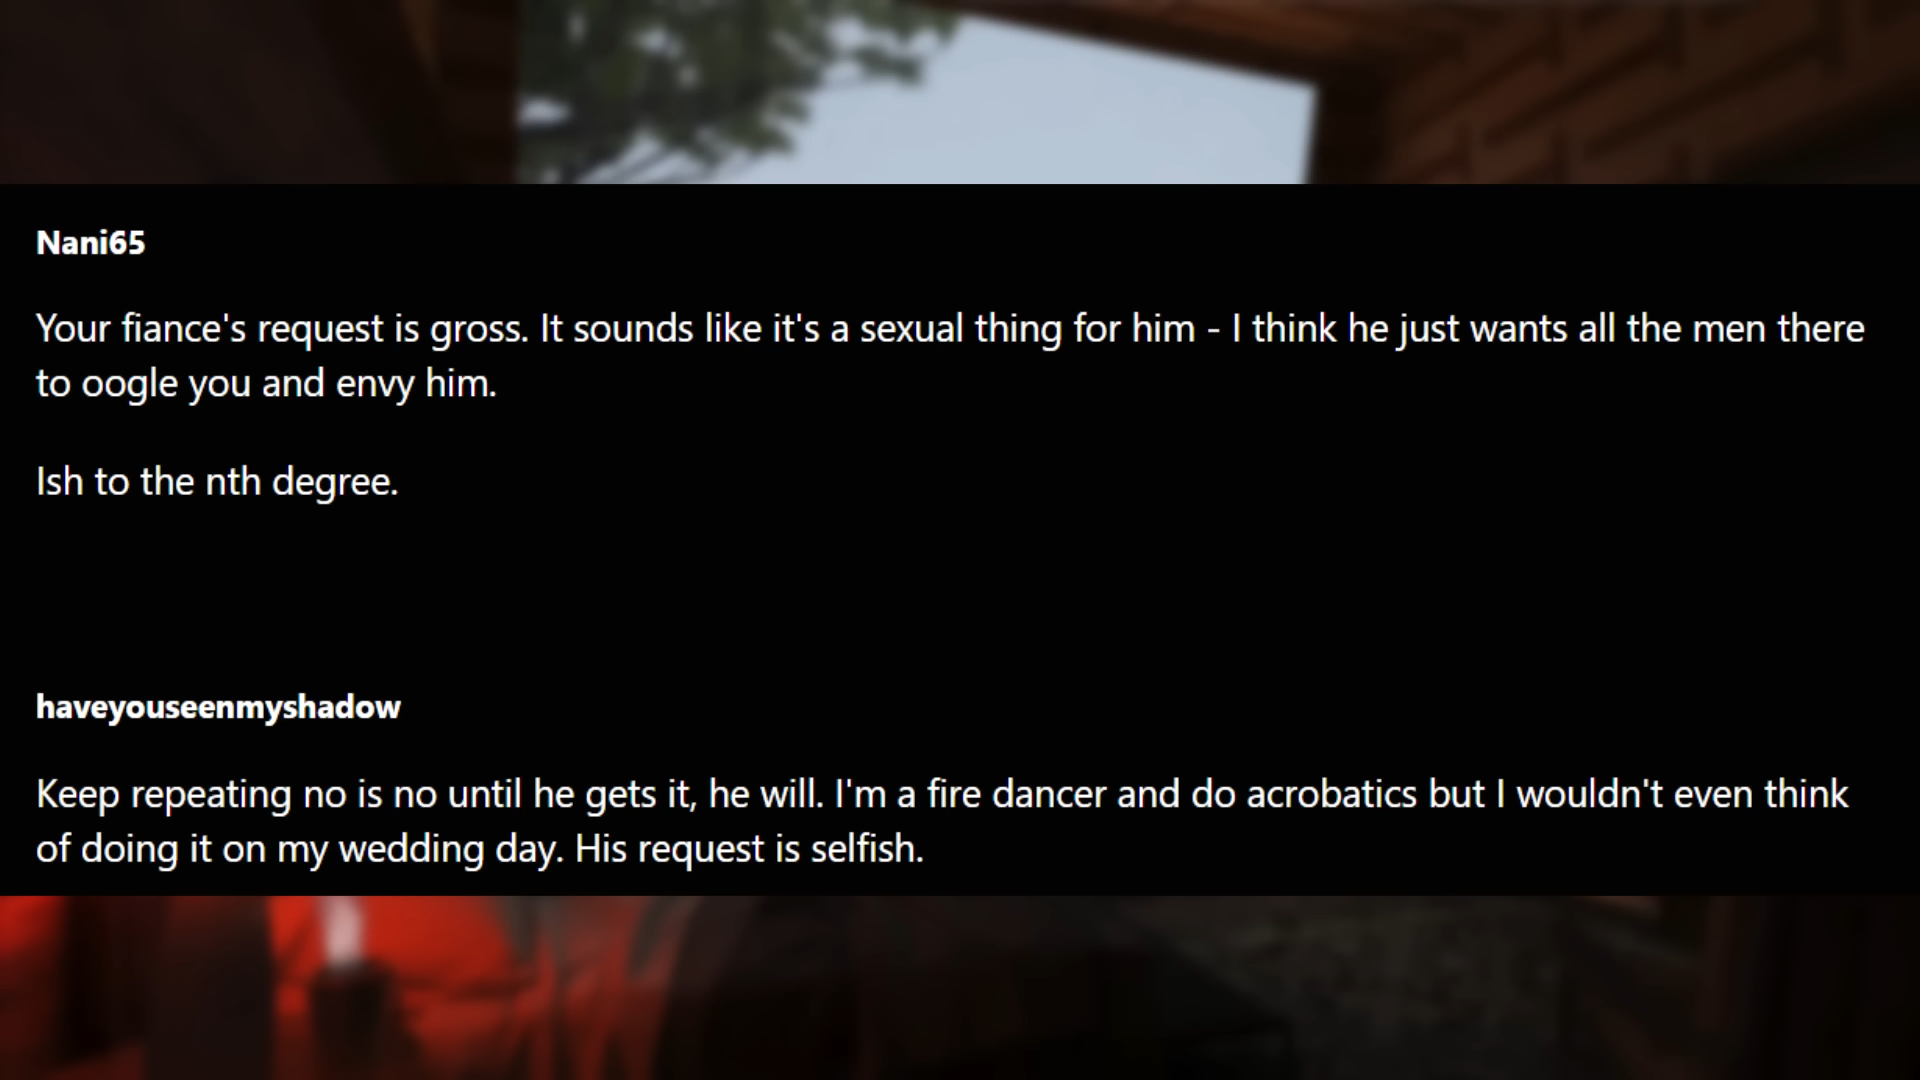 Nani65
Your fiance's request is gross. It sounds like it's a sexual thing for him - I think he just wants all the men there
to oogle you and envy him.
Ish to the nth degree.
haveyouseenmyshadow
Keep repeating no is no until he gets it, he will. I'm a fire dancer and do acrobatics but I wouldn't even think
of doing it on my wedding day. His request is selfish.